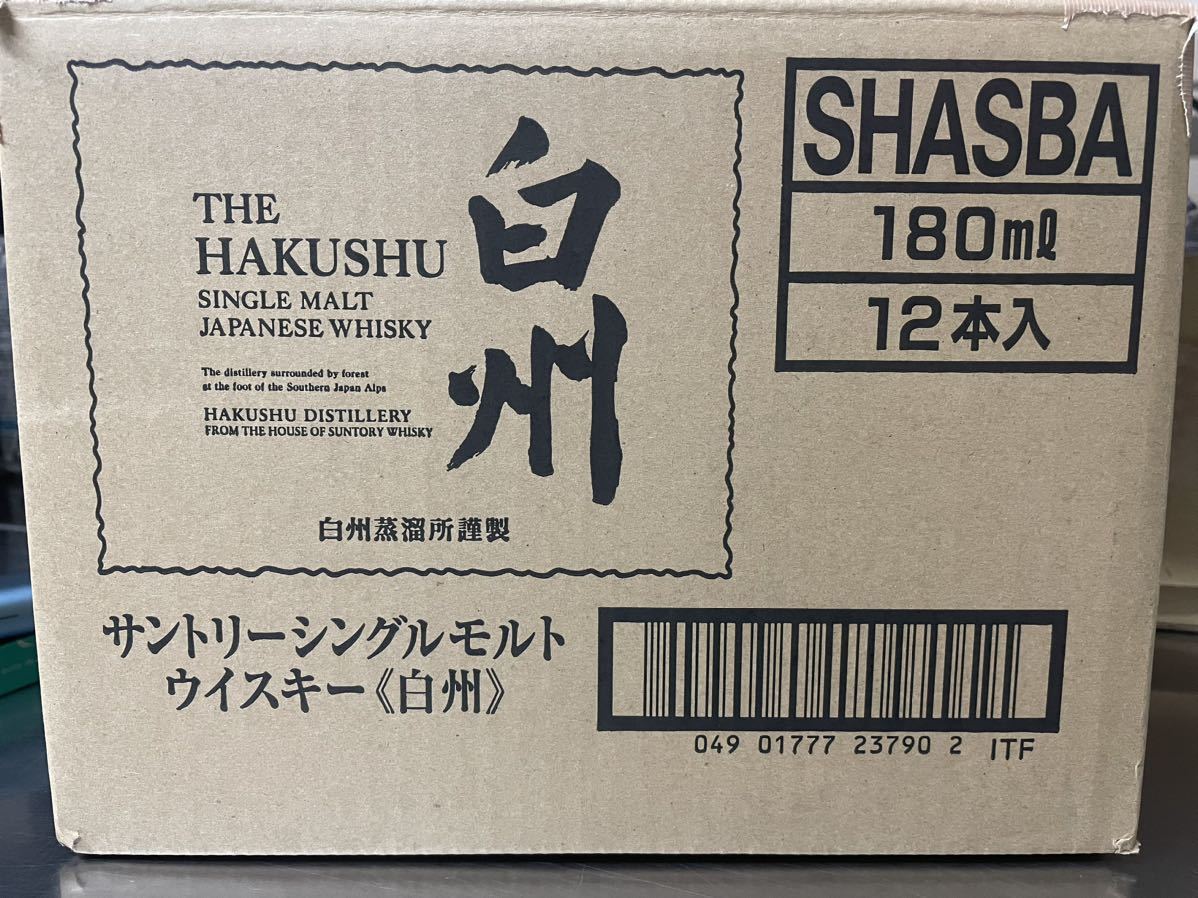 THE
HAKUSHU
SINGLE MALT
JAPANESE WHISKY
The distillery surrounded by forest
at the foot of the Southern Japan Alps
HAKUSHU DISTILLERY
FROM THE HOUSE OF SUNTORY WHISKY
白州
白州蒸溜所謹製
SHASBA
180ml
12本入
サントリーシングルモルト
ウイスキー《白州》
049 01777 23790 2 ITF